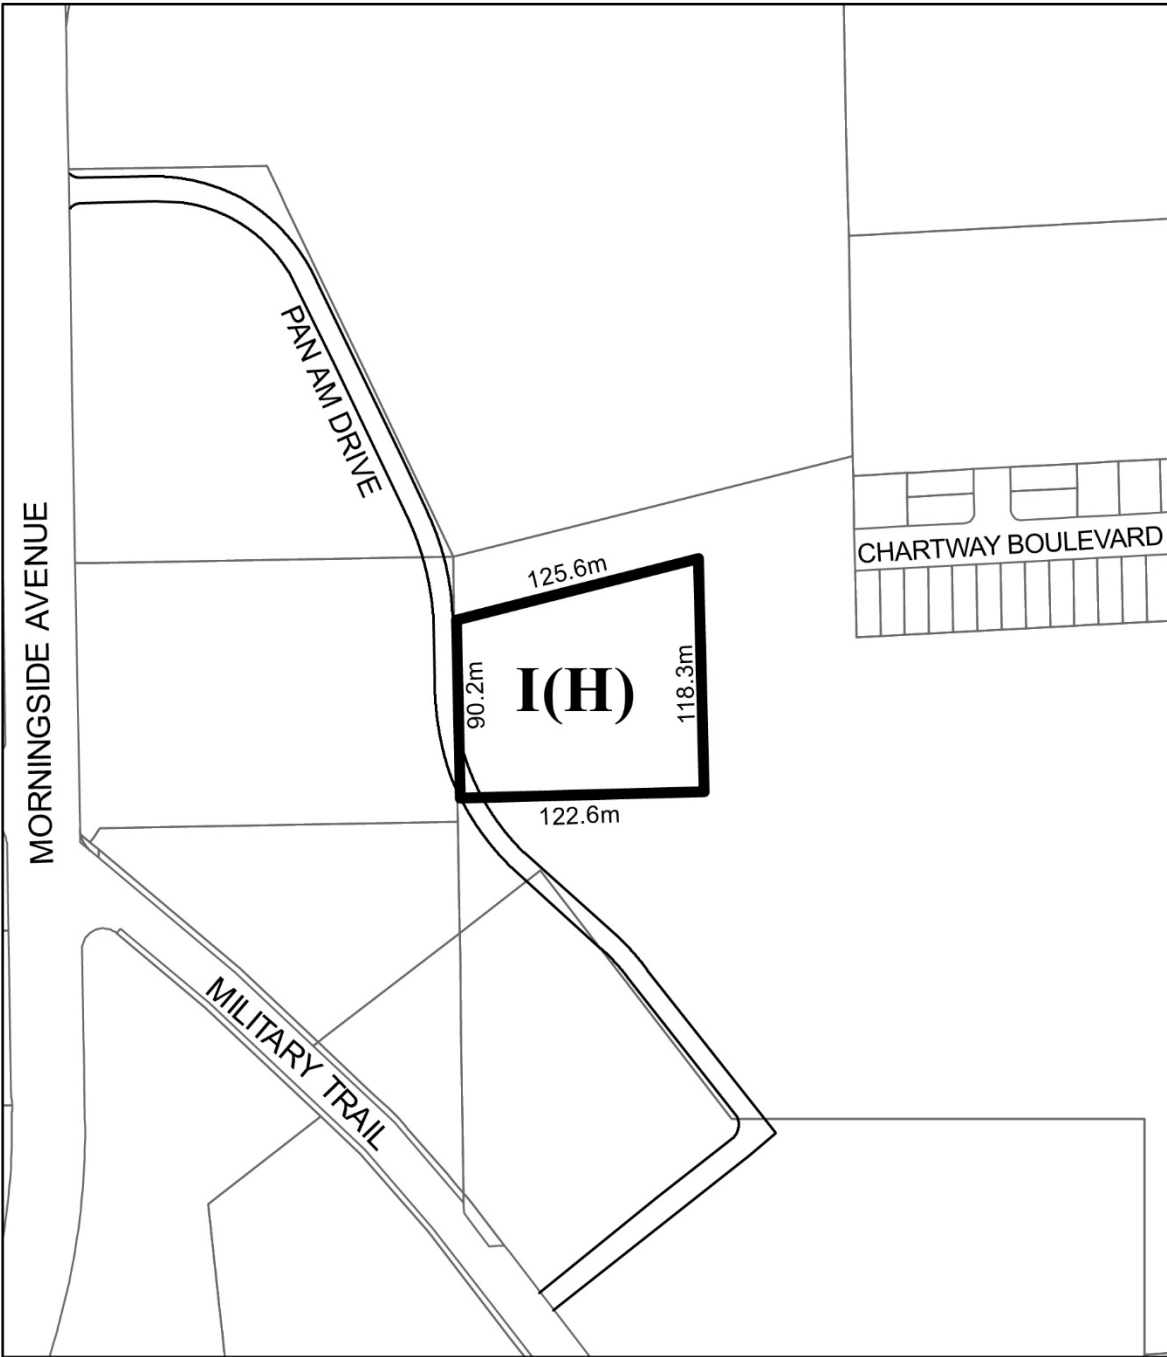 PAN AM DRIVE
MORNINGSIDE AVENUE
CHARTWAY BOULEVARD
125.6m
90.2m
I(H)
118.3m
122.6m
MILITARY TRAIL